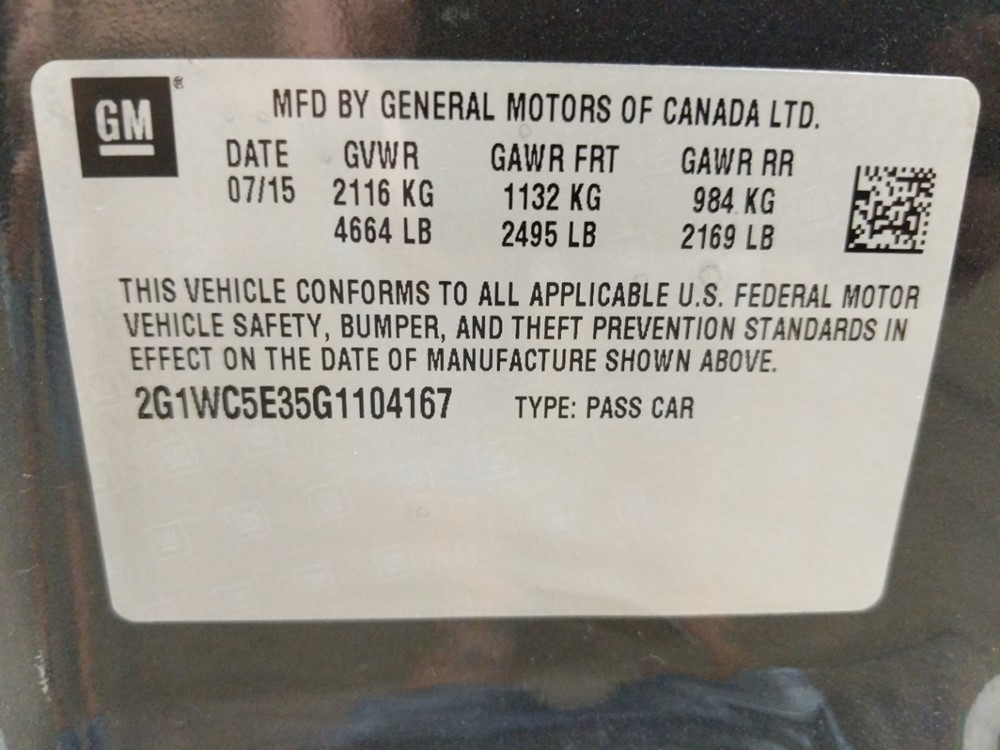 GM®
MFD BY GENERAL MOTORS OF CANADA LTD.
DATE GVWR GAWR FRT GAWR RR
07/15 2116 KG 1132 KG 984 KG
4664 LB 2495 LB 2169 LB
THIS VEHICLE CONFORMS TO ALL APPLICABLE U.S. FEDERAL MOTOR
VEHICLE SAFETY, BUMPER, AND THEFT PREVENTION STANDARDS IN
EFFECT ON THE DATE OF MANUFACTURE SHOWN ABOVE.
2G1WC5E35G1104167 TYPE: PASS CAR